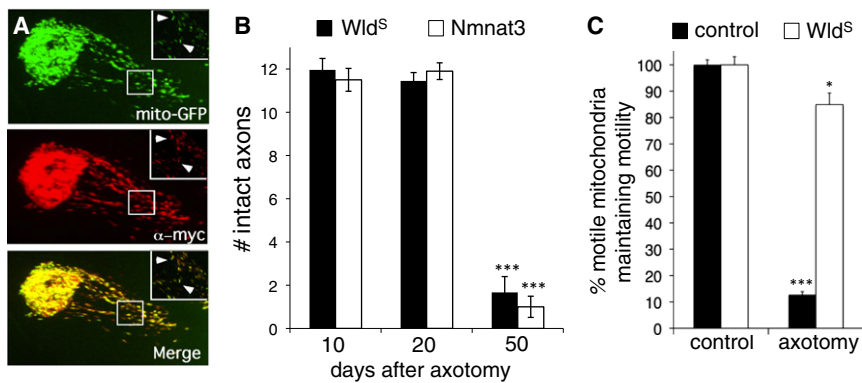 A
mito-GFP
α-myc
Merge
B
Wldˢ Nmnat3
# intact axons
12
10
8
6
4
2
0
*** ***
10 20 50
days after axotomy
C
control Wldˢ
% motile mitochondria
maintaining motility
100
90
80
70
60
50
40
30
20
10
0
*
***
control axotomy